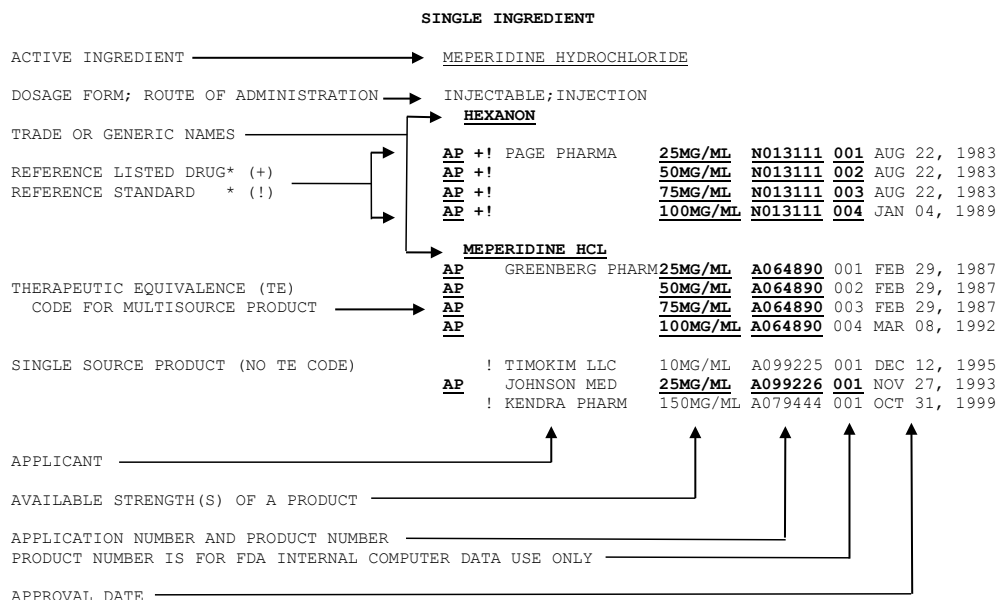 SINGLE INGREDIENT
ACTIVE INGREDIENT MEPERIDINE HYDROCHLORIDE
DOSAGE FORM; ROUTE OF ADMINISTRATION INJECTABLE;INJECTION
HEXANON
TRADE OR GENERIC NAMES
AP +! PAGE PHARMA 25MG/ML N013111 001 AUG 22, 1983
REFERENCE LISTED DRUG* (+) AP +! 50MG/ML N013111 002 AUG 22, 1983
REFERENCE STANDARD * (!) AP +! 75MG/ML N013111 003 AUG 22, 1983
AP +! 100MG/ML N013111 004 JAN 04, 1989
MEPERIDINE HCL
AP GREENBERG PHARM 25MG/ML A064890 001 FEB 29, 1987
THERAPEUTIC EQUIVALENCE (TE) AP 50MG/ML A064890 002 FEB 29, 1987
CODE FOR MULTISOURCE PRODUCT AP 75MG/ML A064890 003 FEB 29, 1987
AP 100MG/ML A064890 004 MAR 08, 1992
SINGLE SOURCE PRODUCT (NO TE CODE) ! TIMOKIM LLC 10MG/ML A099225 001 DEC 12, 1995
AP JOHNSON MED 25MG/ML A099226 001 NOV 27, 1993
! KENDRA PHARM 150MG/ML A079444 001 OCT 31, 1999
APPLICANT
AVAILABLE STRENGTH(S) OF A PRODUCT
APPLICATION NUMBER AND PRODUCT NUMBER
PRODUCT NUMBER IS FOR FDA INTERNAL COMPUTER DATA USE ONLY
APPROVAL DATE